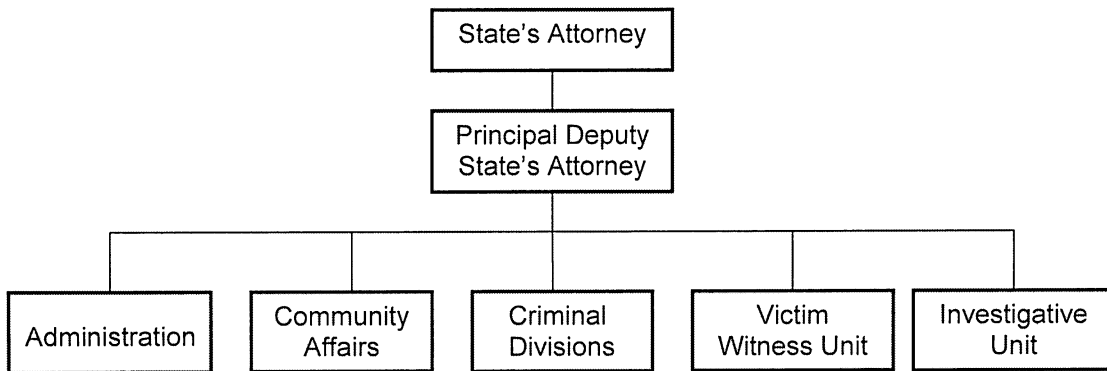 State's Attorney
Principal Deputy
State's Attorney
Administration
Community
Affairs
Criminal
Divisions
Victim
Witness Unit
Investigative
Unit